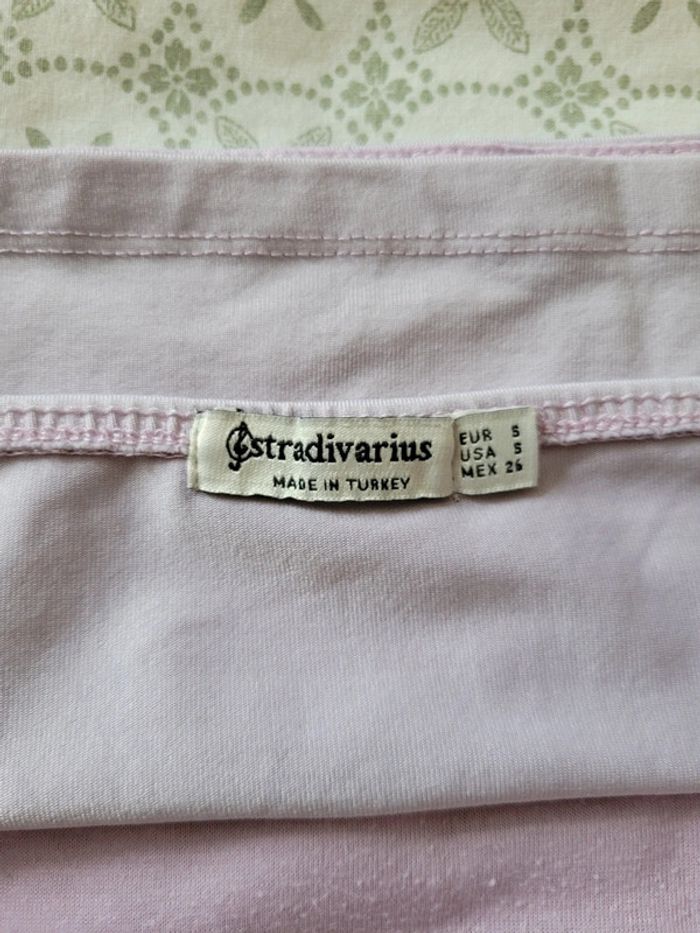 stradivarius
MADE IN TURKEY
EUR S
USA S
MEX 26